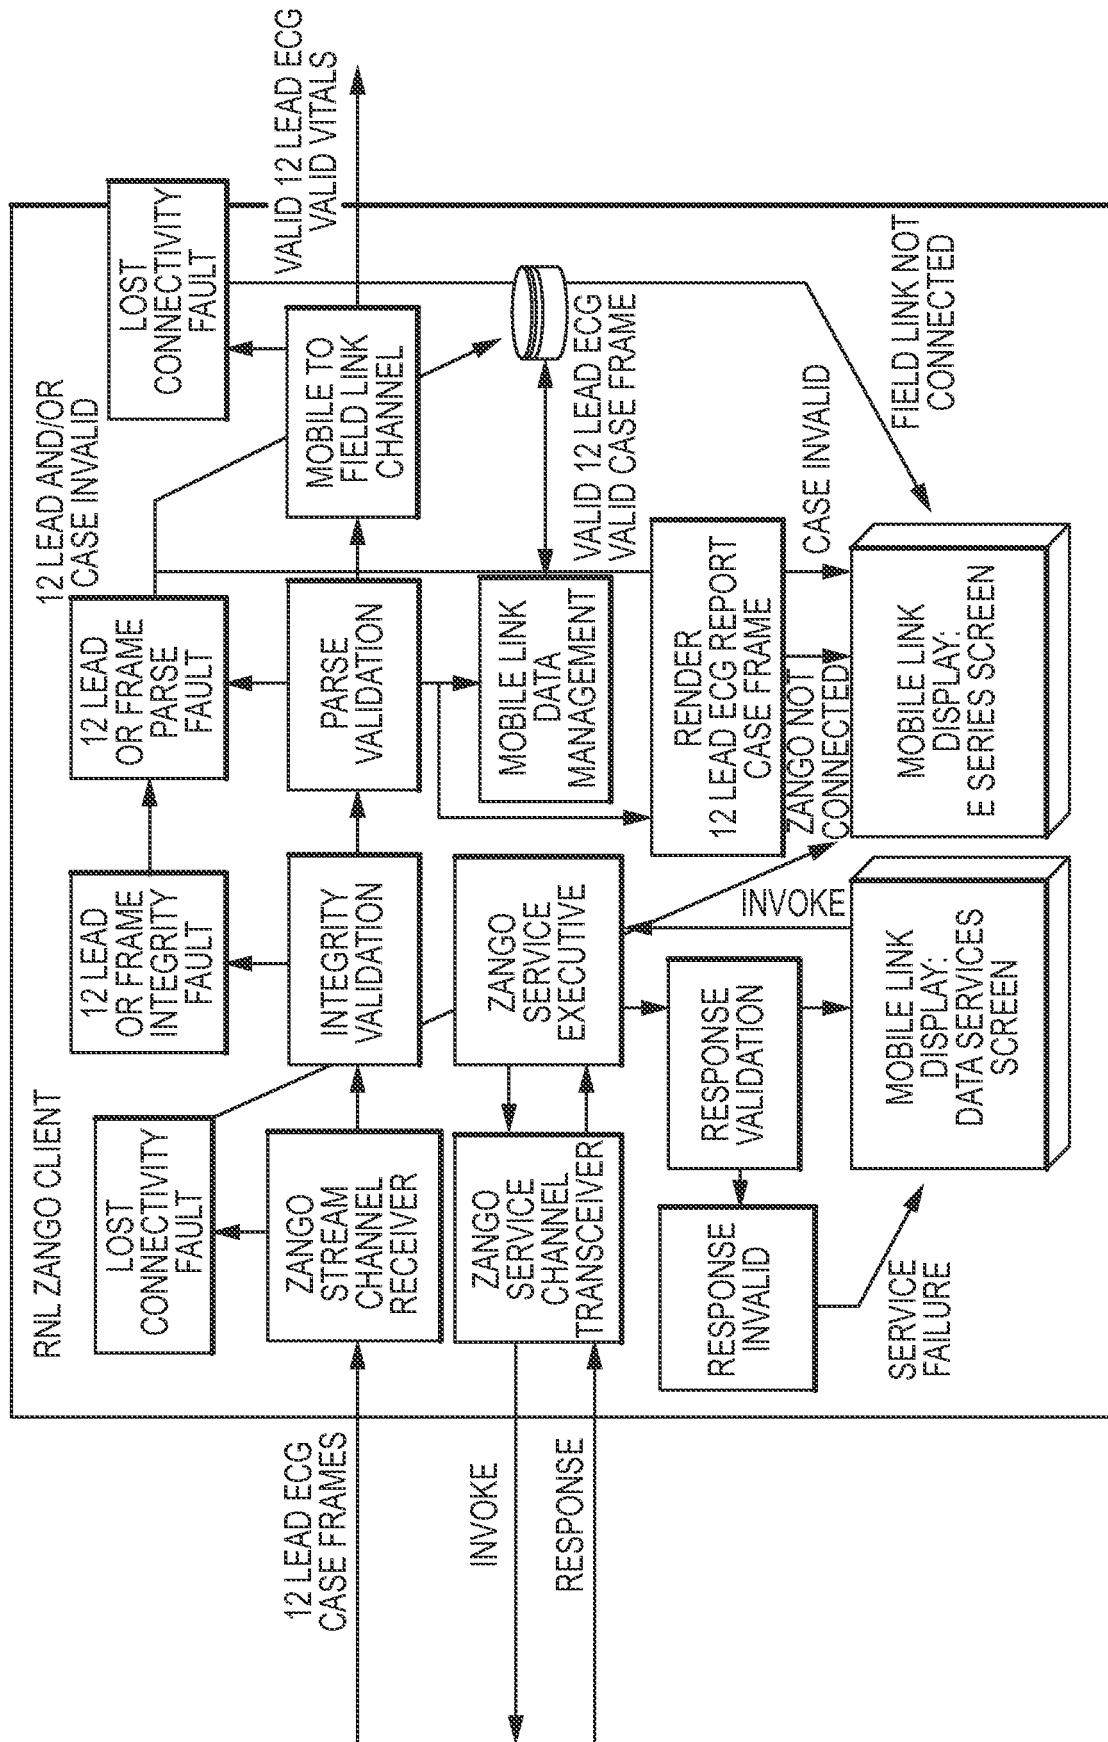 RNL ZANGO CLIENT
LOST
CONNECTIVITY
FAULT
12 LEAD
OR FRAME
INTEGRITY
FAULT
12 LEAD
OR FRAME
PARSE
FAULT
12 LEAD AND/OR
CASE INVALID
LOST
CONNECTIVITY
FAULT
12 LEAD ECG
CASE FRAMES
ZANGO
STREAM
CHANNEL
RECEIVER
INTEGRITY
VALIDATION
PARSE
VALIDATION
MOBILE TO
FIELD LINK
CHANNEL
VALID 12 LEAD ECG
VALID VITALS
INVOKE
RESPONSE
ZANGO
SERVICE
CHANNEL
TRANSCEIVER
ZANGO
SERVICE
EXECUTIVE
MOBILE LINK
DATA
MANAGEMENT
VALID 12 LEAD ECG
VALID CASE FRAME
RESPONSE
INVALID
RESPONSE
VALIDATION
INVOKE
RENDER
12 LEAD ECG REPORT
CASE FRAME
ZANGO NOT
CONNECTED
CASE INVALID
FIELD LINK NOT
CONNECTED
SERVICE
FAILURE
MOBILE LINK
DISPLAY:
DATA SERVICES
SCREEN
MOBILE LINK
DISPLAY:
E SERIES SCREEN